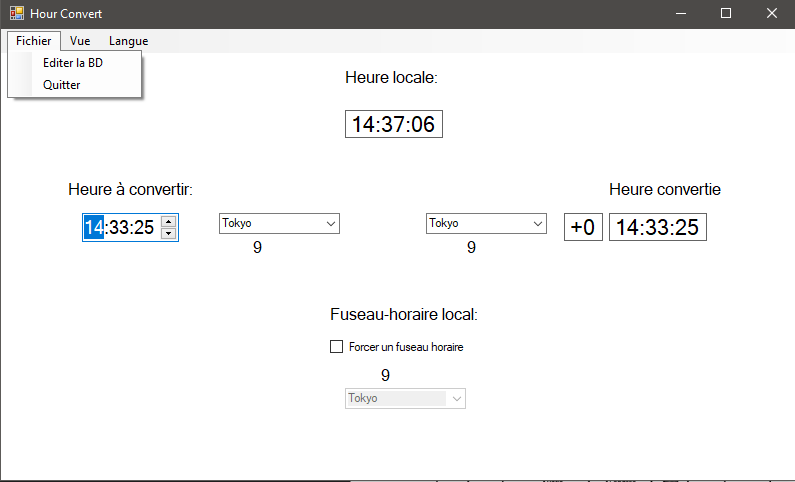 Hour Convert
Fichier Vue Langue
Editer la BD
Quitter
Heure locale:
14:37:06
Heure à convertir:
Heure convertie
14:33:25 Tokyo Tokyo +0 14:33:25
9 9
Fuseau-horaire local:
Forcer un fuseau horaire
9
Tokyo